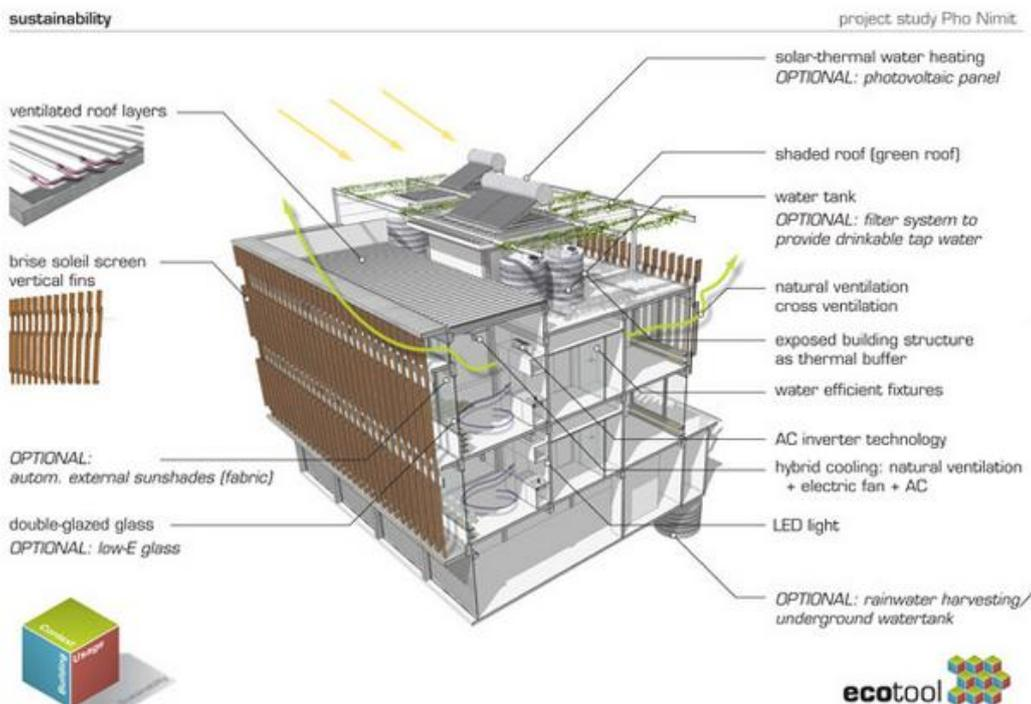 sustainability
project study Pho Nimit
ventilated roof layers
brise soleil screen
vertical fins
OPTIONAL:
autom. external sunshades (fabric)
double-glazed glass
OPTIONAL: low-E glass
solar-thermal water heating
OPTIONAL: photovoltaic panel
shaded roof (green roof)
water tank
OPTIONAL: filter system to
provide drinkable tap water
natural ventilation
cross ventilation
exposed building structure
as thermal buffer
water efficient fixtures
AC inverter technology
hybrid cooling: natural ventilation
+ electric fan + AC
LED light
OPTIONAL: rainwater harvesting/
underground watertank
Context
Building
Usage
Sustainability
ecotool